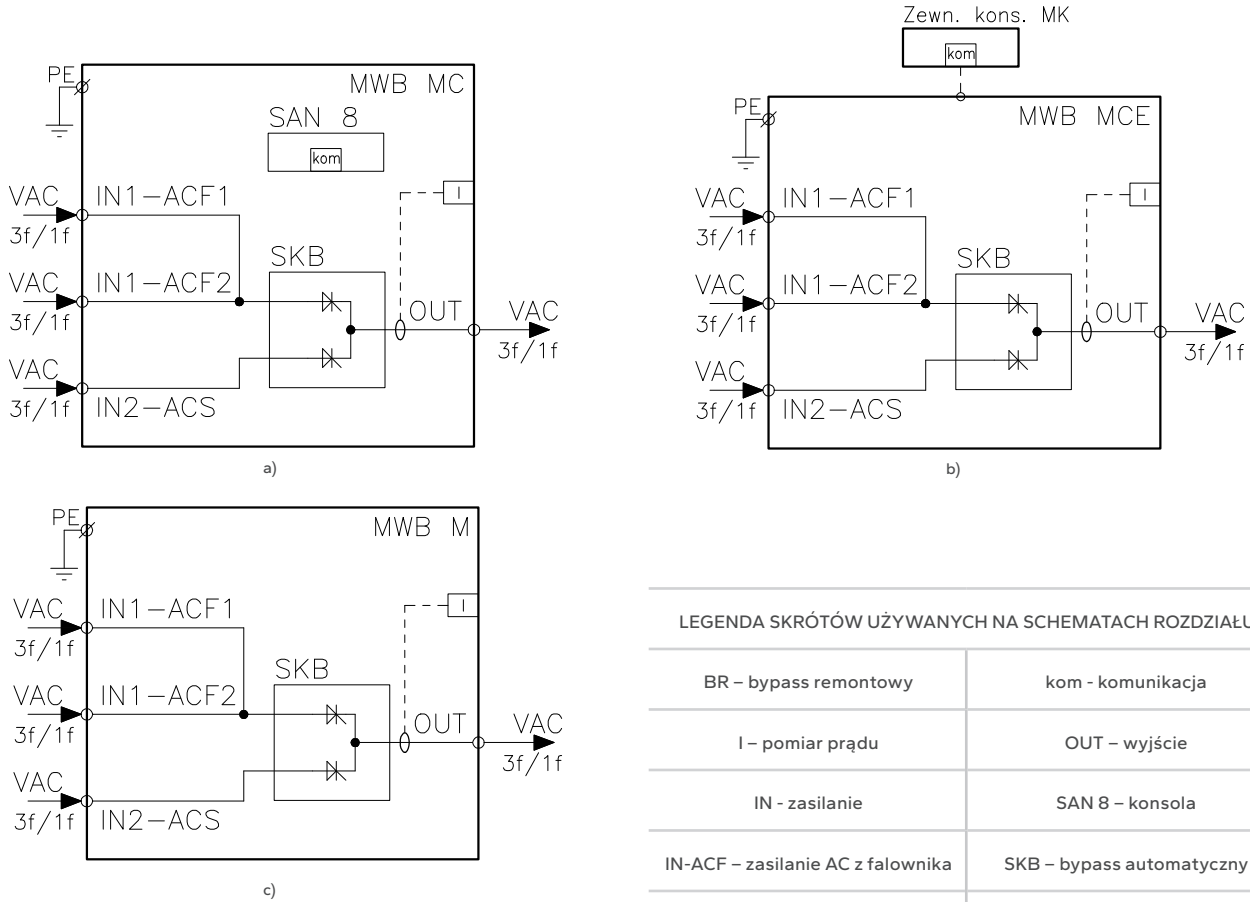 PE
MWB MC
SAN 8
kom
I
VAC
3f/1f
IN1-ACF1
VAC
3f/1f
IN1-ACF2
SKB
OUT
VAC
3f/1f
VAC
3f/1f
IN2-ACS
a)
Zewn. kons. MK
kom
PE
MWB MCE
I
VAC
3f/1f
IN1-ACF1
VAC
3f/1f
IN1-ACF2
SKB
OUT
VAC
3f/1f
VAC
3f/1f
IN2-ACS
b)
PE
MWB M
I
VAC
3f/1f
IN1-ACF1
VAC
3f/1f
IN1-ACF2
SKB
OUT
VAC
3f/1f
VAC
3f/1f
IN2-ACS
c)
LEGENDA SKRÓTÓW UŻYWANYCH NA SCHEMATACH ROZDZIAŁU
BR – bypass remontowy
kom - komunikacja
I – pomiar prądu
OUT – wyjście
IN - zasilanie
SAN 8 – konsola
IN-ACF – zasilanie AC z falownika
SKB – bypass automatyczny